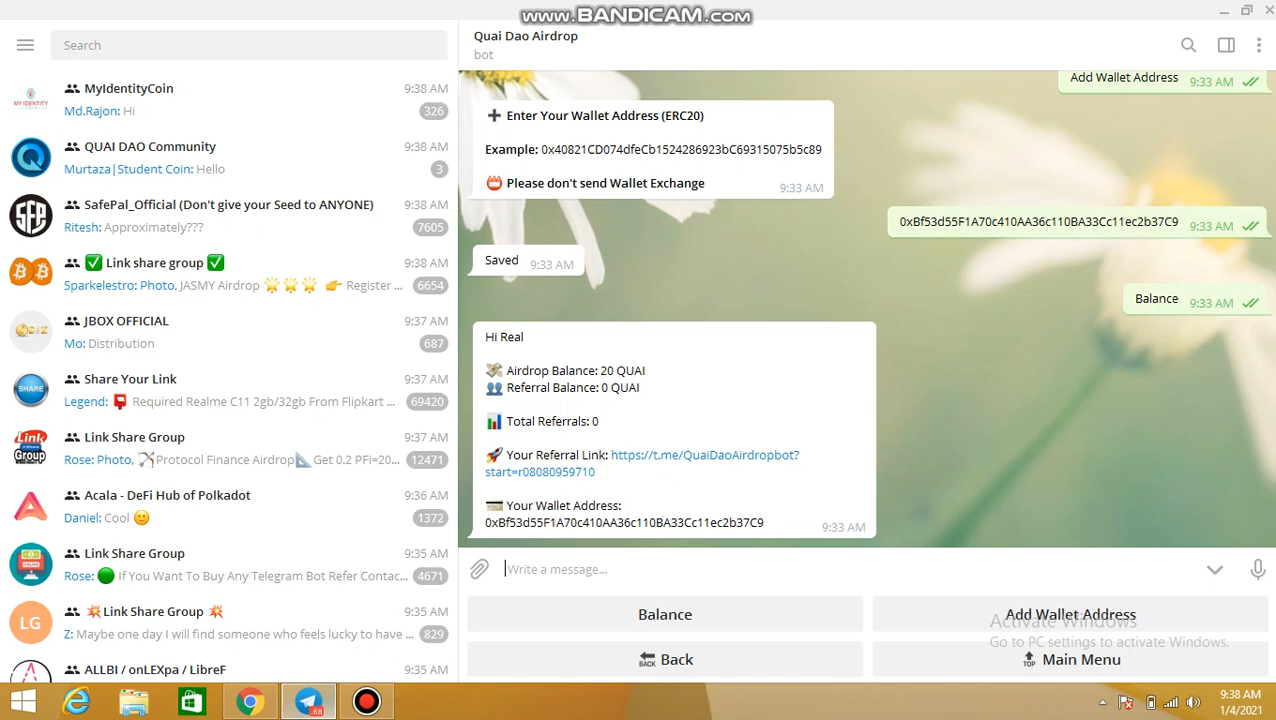 www.BANDICAM.com
Search
MyIdentityCoin 9:38 AM
Md.Rajon: Hi 326
QUAI DAO Community 9:38 AM
Murtaza|Student Coin: Hello 3
SafePal_Official (Don't give your Seed to ANYONE) 9:38 AM
Ritesh: Approximately??? 7605
✅ Link share group ✅ 9:38 AM
Sparkelestro: Photo, JASMY Airdrop 🌟 🌟 🌟 👉 Register ... 6654
JBOX OFFICIAL 9:37 AM
Mo: Distribution 687
Share Your Link 9:37 AM
Legend: 📮 Required Realme C11 2gb/32gb From Flipkart ... 69420
Link Share Group 9:37 AM
Rose: Photo, 🏹Protocol Finance Airdrop📐Get 0.2 PFi=20... 12471
Acala - DeFi Hub of Polkadot 9:36 AM
Daniel: Cool 🙂 1372
Link Share Group 9:35 AM
Rose: 🟢 If You Want To Buy Any Telegram Bot Refer Contac... 4671
💥Link Share Group 💥 9:35 AM
Z: Maybe one day I will find someone who feels lucky to have ... 829
ALLBI / onLEXpa / LibreF 9:35 AM
SHARE
Link Share Group
MY IDENTITY
SFP
LG
Quai Dao Airdrop
bot
Add Wallet Address 9:33 AM
➕ Enter Your Wallet Address (ERC20)
Example: 0x40821CD074dfeCb1524286923bC69315075b5c89
Please don't send Wallet Exchange 9:33 AM
0xBf53d55F1A70c410AA36c110BA33Cc11ec2b37C9 9:33 AM
Saved 9:33 AM
Balance 9:33 AM
Hi Real
💸 Airdrop Balance: 20 QUAI
👥 Referral Balance: 0 QUAI
📊 Total Referrals: 0
🚀 Your Referral Link: https://t.me/QuaiDaoAirdropbot?
start=r08080959710
💳 Your Wallet Address:
0xBf53d55F1A70c410AA36c110BA33Cc11ec2b37C9 9:33 AM
Write a message...
Balance
Add Wallet Address
🔙 Back
🔝 Main Menu
Activate Windows
Go to PC settings to activate Windows.
68
9:38 AM
1/4/2021